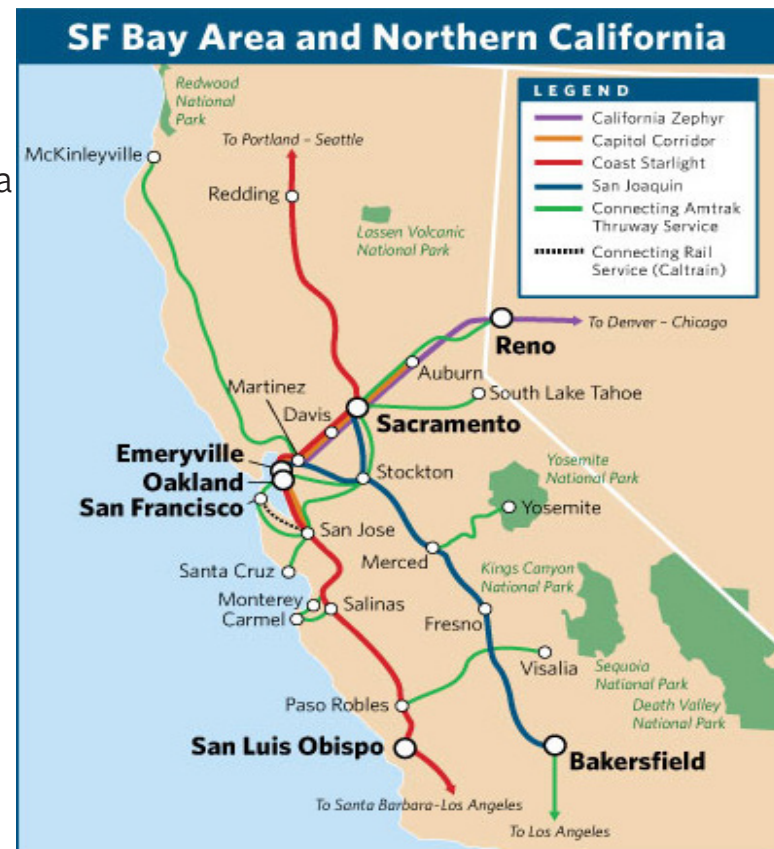 SF Bay Area and Northern California
Redwood
National
Park
LEGEND
California Zephyr
Capitol Corridor
Coast Starlight
San Joaquin
Connecting Amtrak
Thruway Service
Connecting Rail
Service (Caltrain)
To Portland – Seattle
McKinleyville
a
Redding
Lassen Volcanic
National Park
To Denver – Chicago
Reno
Auburn
Martinez
South Lake Tahoe
Davis
Sacramento
Emeryville
Oakland
San Francisco
Stockton
Yosemite
National Park
Yosemite
San Jose
Merced
Santa Cruz
Kings Canyon
National Park
Monterey
Carmel
Salinas
Fresno
Visalia
Sequoia
National Park
Death Valley
National Park
Paso Robles
San Luis Obispo
Bakersfield
To Santa Barbara–Los Angeles
To Los Angeles